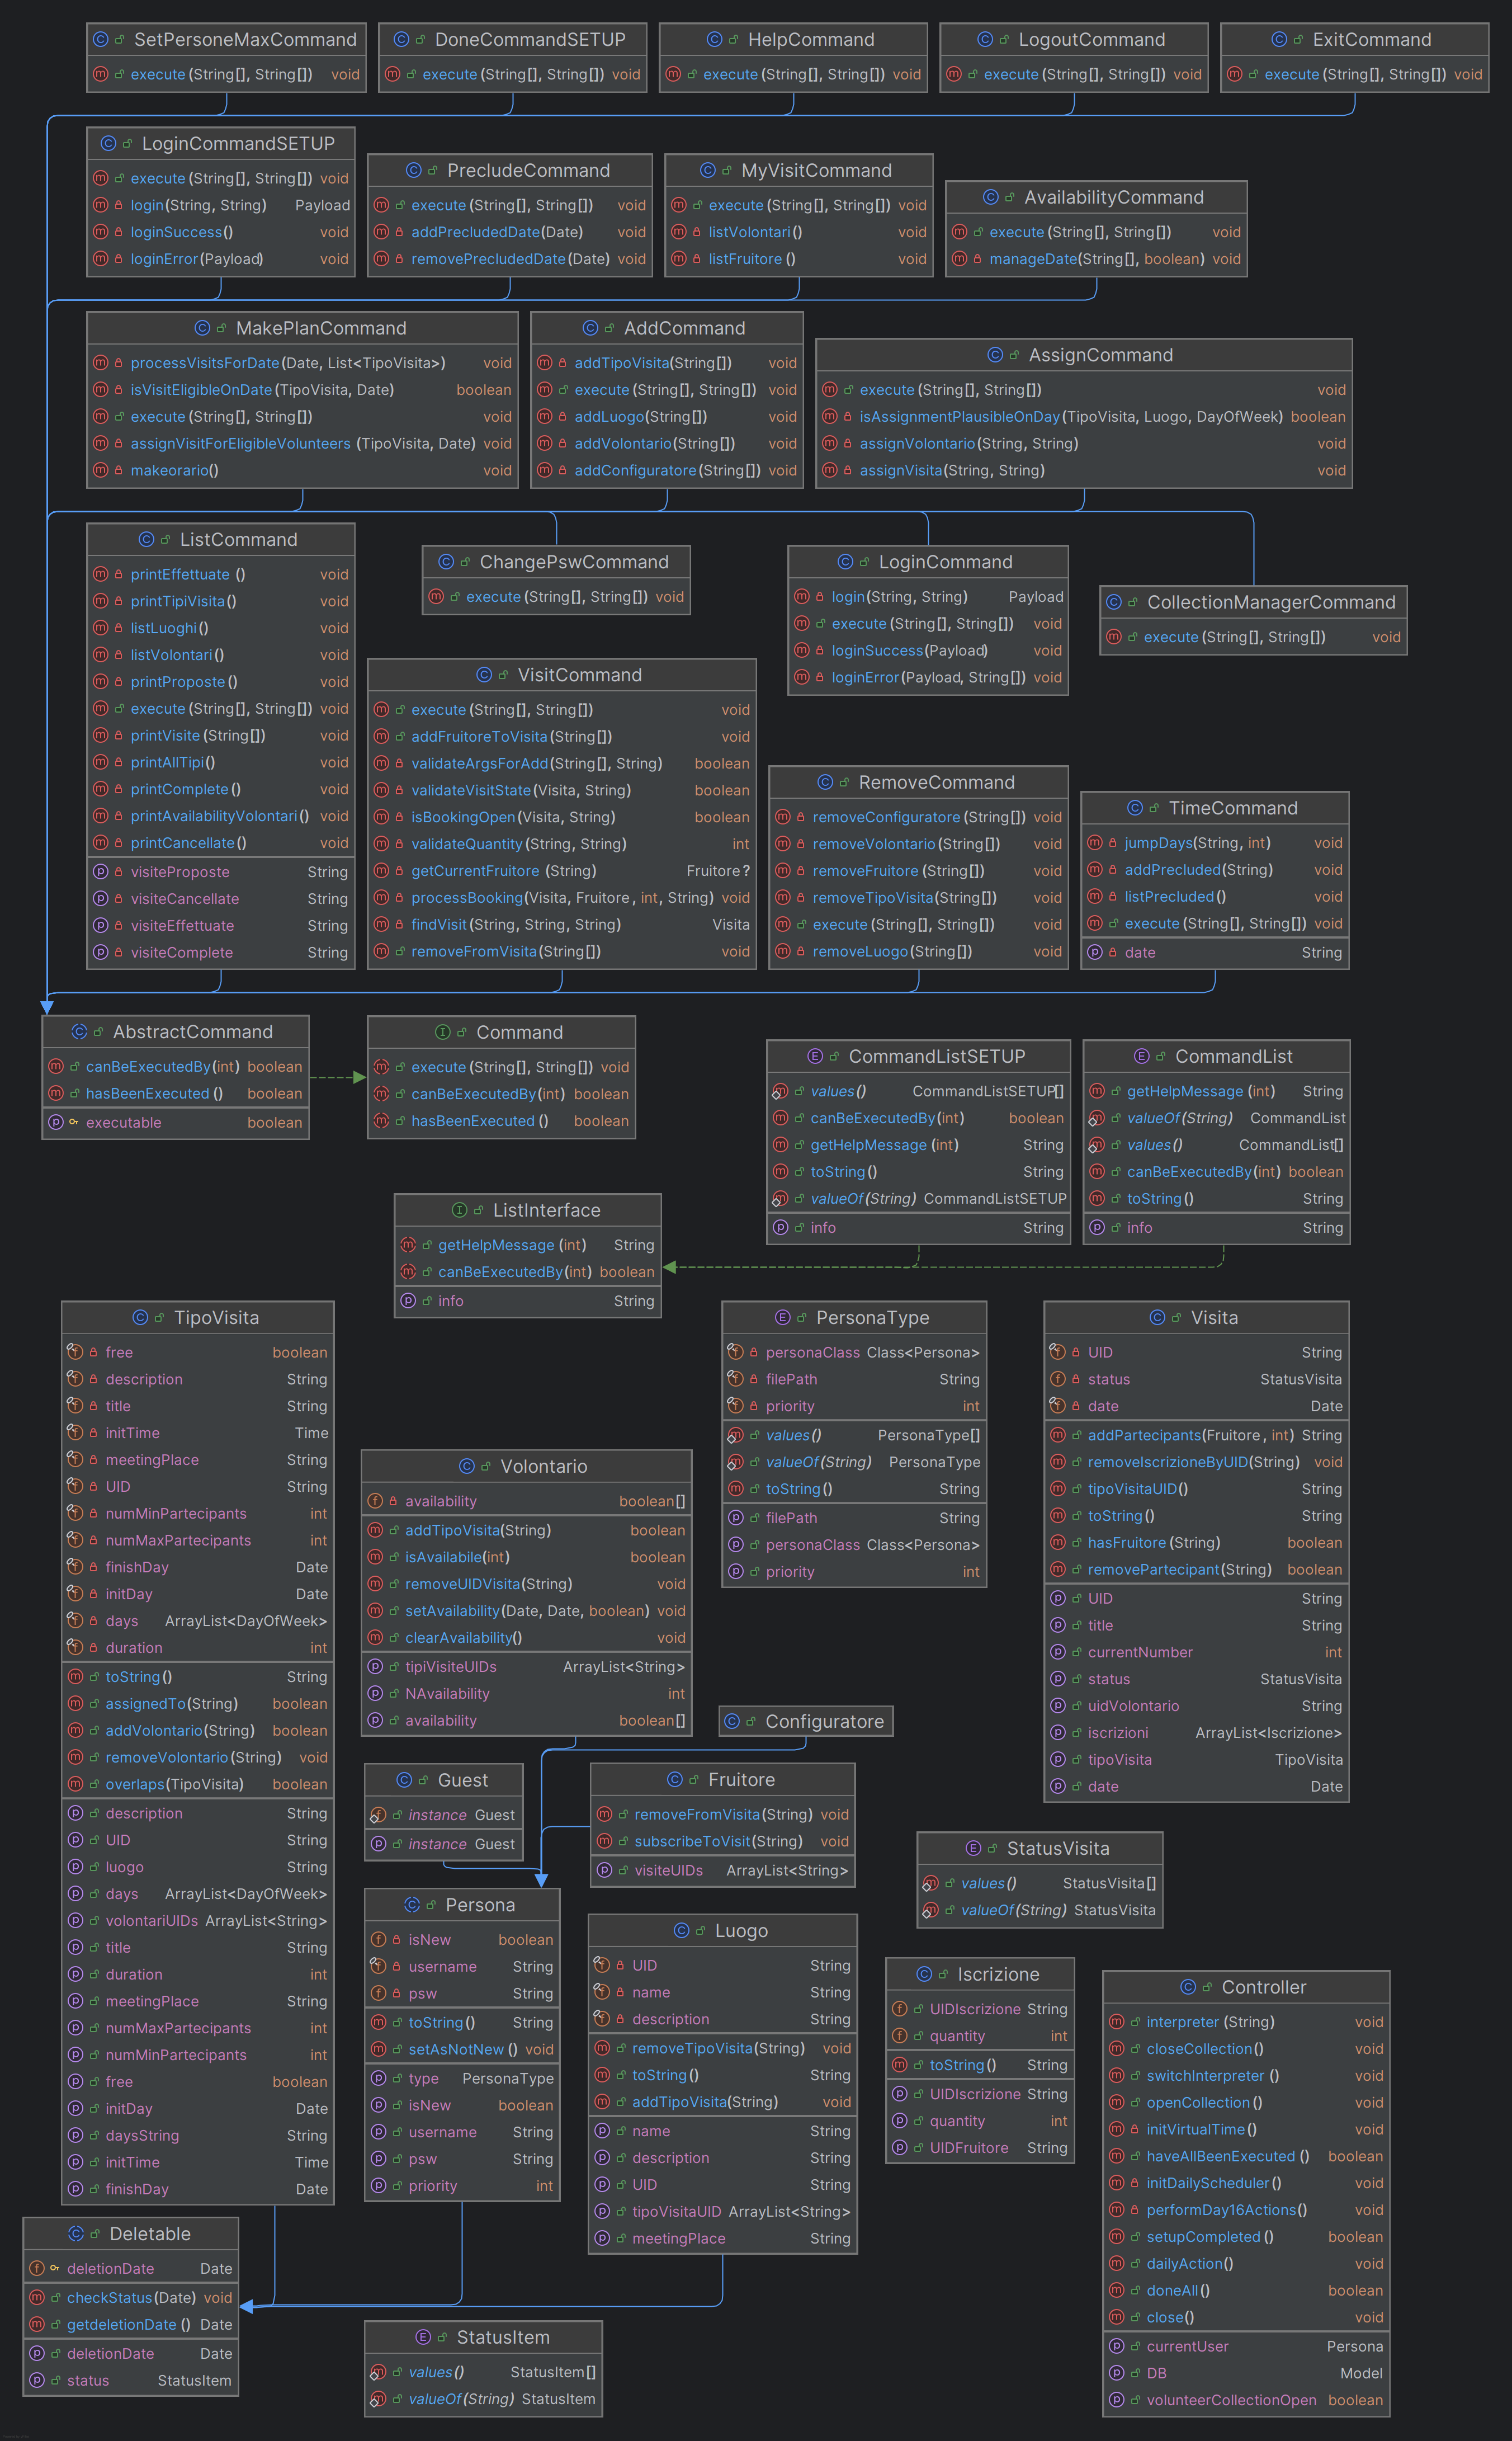 SetPersoneMaxCommand
execute(String[], String[]) void
DoneCommandSETUP
execute(String[], String[]) void
HelpCommand
execute(String[], String[]) void
LogoutCommand
execute(String[], String[]) void
ExitCommand
execute(String[], String[]) void
LoginCommandSETUP
execute(String[], String[]) void
login(String, String) Payload
loginSuccess() void
loginError(Payload) void
PrecludeCommand
execute(String[], String[]) void
addPrecludedDate(Date) void
removePrecludedDate(Date) void
MyVisitCommand
execute(String[], String[]) void
listVolontari() void
listFruitore() void
AvailabilityCommand
execute(String[], String[]) void
manageDate(String[], boolean) void
MakePlanCommand
processVisitsForDate(Date, List<TipoVisita>) void
isVisitEligibleOnDate(TipoVisita, Date) boolean
execute(String[], String[]) void
assignVisitForEligibleVolunteers(TipoVisita, Date) void
makeorario() void
AddCommand
addTipoVisita(String[]) void
execute(String[], String[]) void
addLuogo(String[]) void
addVolontario(String[]) void
addConfiguratore(String[]) void
AssignCommand
execute(String[], String[]) void
isAssignmentPlausibleOnDay(TipoVisita, Luogo, DayOfWeek) boolean
assignVolontario(String, String) void
assignVisita(String, String) void
ListCommand
printEffettuate() void
printTipiVisita() void
listLuoghi() void
listVolontari() void
printProposte() void
execute(String[], String[]) void
printVisite(String[]) void
printAllTipi() void
printComplete() void
printAvailabilityVolontari() void
printCancellate() void
visiteProposte String
visiteCancellate String
visiteEffettuate String
visiteComplete String
ChangePswCommand
execute(String[], String[]) void
LoginCommand
login(String, String) Payload
execute(String[], String[]) void
loginSuccess(Payload) void
loginError(Payload, String[]) void
CollectionManagerCommand
execute(String[], String[]) void
VisitCommand
execute(String[], String[]) void
addFruitoreToVisita(String[]) void
validateArgsForAdd(String[], String) boolean
validateVisitState(Visita, String) boolean
isBookingOpen(Visita, String) boolean
validateQuantity(String, String) int
getCurrentFruitore(String) Fruitore?
processBooking(Visita, Fruitore, int, String) void
findVisit(String, String, String) Visita
removeFromVisita(String[]) void
RemoveCommand
removeConfiguratore(String[]) void
removeVolontario(String[]) void
removeFruitore(String[]) void
removeTipoVisita(String[]) void
execute(String[], String[]) void
removeLuogo(String[]) void
TimeCommand
jumpDays(String, int) void
addPrecluded(String) void
listPrecluded() void
execute(String[], String[]) void
date String
AbstractCommand
canBeExecutedBy(int) boolean
hasBeenExecuted() boolean
executable boolean
Command
execute(String[], String[]) void
canBeExecutedBy(int) boolean
hasBeenExecuted() boolean
CommandListSETUP
values() CommandListSETUP[]
canBeExecutedBy(int) boolean
getHelpMessage(int) String
toString() String
valueOf(String) CommandListSETUP
info String
CommandList
getHelpMessage(int) String
valueOf(String) CommandList
values() CommandList[]
canBeExecutedBy(int) boolean
toString() String
info String
ListInterface
getHelpMessage(int) String
canBeExecutedBy(int) boolean
info String
TipoVisita
free boolean
description String
title String
initTime Time
meetingPlace String
UID String
numMinPartecipants int
numMaxPartecipants int
finishDay Date
initDay Date
days ArrayList<DayOfWeek>
duration int
toString() String
assignedTo(String) boolean
addVolontario(String) boolean
removeVolontario(String) void
overlaps(TipoVisita) boolean
description String
UID String
luogo String
days ArrayList<DayOfWeek>
volontariUIDs ArrayList<String>
title String
duration int
meetingPlace String
numMaxPartecipants int
numMinPartecipants int
free boolean
initDay Date
daysString String
initTime Time
finishDay Date
Volontario
availability boolean[]
addTipoVisita(String) boolean
isAvailabile(int) boolean
removeUIDVisita(String) void
setAvailability(Date, Date, boolean) void
clearAvailability() void
tipiVisiteUIDs ArrayList<String>
NAvailability int
availability boolean[]
PersonaType
personaClass Class<Persona>
filePath String
priority int
values() PersonaType[]
valueOf(String) PersonaType
toString() String
filePath String
personaClass Class<Persona>
priority int
Visita
UID String
status StatusVisita
date Date
addPartecipants(Fruitore, int) String
removeIscrizioneByUID(String) void
tipoVisitaUID() String
toString() String
hasFruitore(String) boolean
removePartecipant(String) boolean
UID String
title String
currentNumber int
status StatusVisita
uidVolontario String
iscrizioni ArrayList<Iscrizione>
tipoVisita TipoVisita
date Date
Configuratore
Guest
instance Guest
instance Guest
Fruitore
removeFromVisita(String) void
subscribeToVisit(String) void
visiteUIDs ArrayList<String>
StatusVisita
values() StatusVisita[]
valueOf(String) StatusVisita
Persona
isNew boolean
username String
psw String
toString() String
setAsNotNew() void
type PersonaType
isNew boolean
username String
psw String
priority int
Luogo
UID String
name String
description String
removeTipoVisita(String) void
toString() String
addTipoVisita(String) void
name String
description String
UID String
tipoVisitaUID ArrayList<String>
meetingPlace String
Iscrizione
UIDIscrizione String
quantity int
toString() String
UIDIscrizione String
quantity int
UIDFruitore String
Controller
interpreter(String) void
closeCollection() void
switchInterpreter() void
openCollection() void
initVirtualTime() void
haveAllBeenExecuted() boolean
initDailyScheduler() void
performDay16Actions() void
setupCompleted() boolean
dailyAction() void
doneAll() boolean
close() void
currentUser Persona
DB Model
volunteerCollectionOpen boolean
Deletable
deletionDate Date
checkStatus(Date) void
getdeletionDate() Date
deletionDate Date
status StatusItem
StatusItem
values() StatusItem[]
valueOf(String) StatusItem